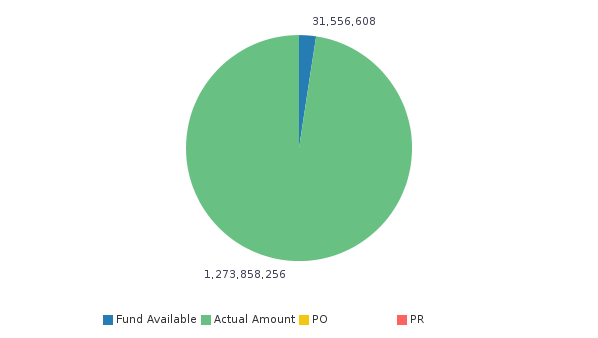 31,556,608
1,273,858,256
Fund Available Actual Amount PO PR